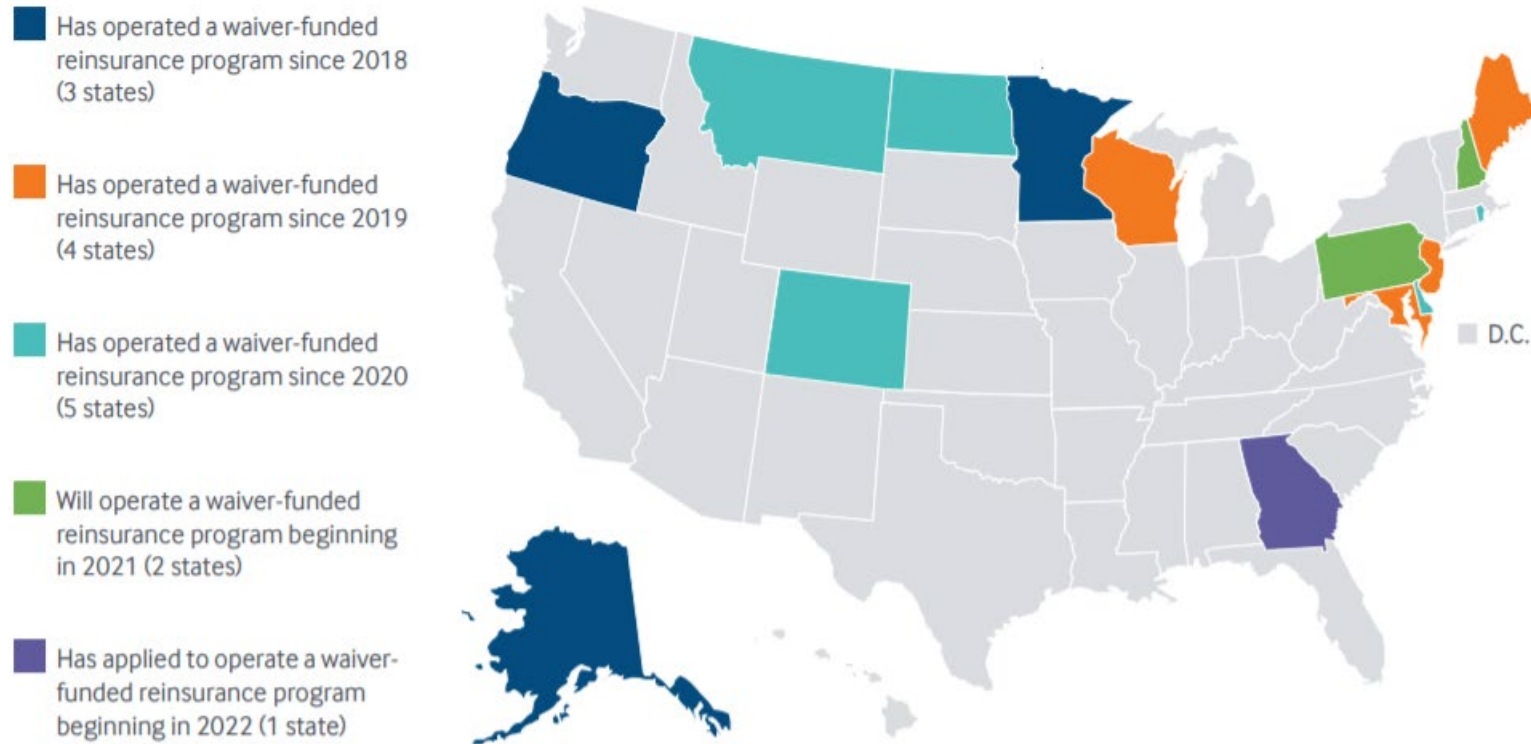 Has operated a waiver-funded
reinsurance program since 2018
(3 states)
Has operated a waiver-funded
reinsurance program since 2019
(4 states)
Has operated a waiver-funded
reinsurance program since 2020
(5 states)
Will operate a waiver-funded
reinsurance program beginning
in 2021 (2 states)
Has applied to operate a waiver-
funded reinsurance program
beginning in 2022 (1 state)
D.C.